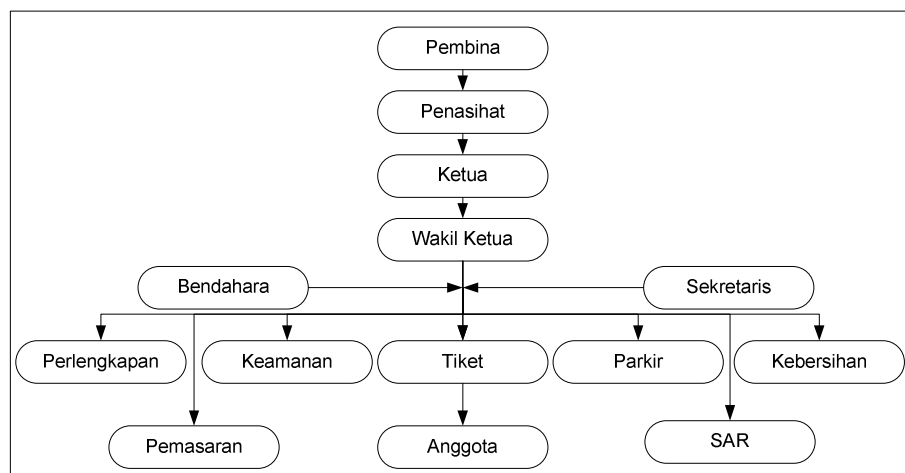 Pembina
Penasihat
Ketua
Wakil Ketua
Bendahara
Sekretaris
Perlengkapan
Keamanan
Tiket
Parkir
Kebersihan
Pemasaran
Anggota
SAR